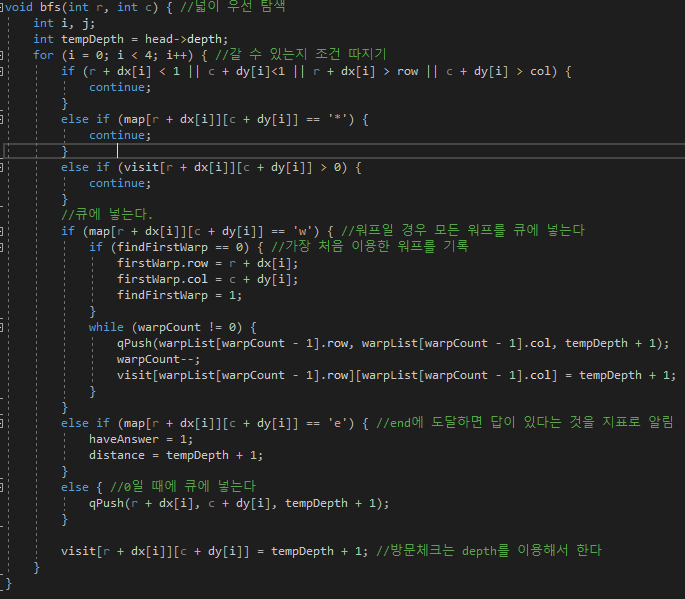 void bfs(int r, int c) { //넓이 우선 탐색
    int i, j;
    int tempDepth = head->depth;
    for (i = 0; i < 4; i++) { //갈 수 있는지 조건 따지기
        if (r + dx[i] < 1 || c + dy[i]<1 || r + dx[i] > row || c + dy[i] > col) {
            continue;
        }
        else if (map[r + dx[i]][c + dy[i]] == '*') {
            continue;
        }
        else if (visit[r + dx[i]][c + dy[i]] > 0) {
            continue;
        }
        //큐에 넣는다.
        if (map[r + dx[i]][c + dy[i]] == 'w') { //워프일 경우 모든 워프를 큐에 넣는다
            if (findFirstWarp == 0) { //가장 처음 이용한 워프를 기록
                firstWarp.row = r + dx[i];
                firstWarp.col = c + dy[i];
                findFirstWarp = 1;
            }
            while (warpCount != 0) {
                qPush(warpList[warpCount - 1].row, warpList[warpCount - 1].col, tempDepth + 1);
                warpCount--;
                visit[warpList[warpCount - 1].row][warpList[warpCount - 1].col] = tempDepth + 1;
            }
        }
        else if (map[r + dx[i]][c + dy[i]] == 'e') { //end에 도달하면 답이 있다는 것을 지표로 알림
            haveAnswer = 1;
            distance = tempDepth + 1;
        }
        else { //0일 때에 큐에 넣는다
            qPush(r + dx[i], c + dy[i], tempDepth + 1);
        }

        visit[r + dx[i]][c + dy[i]] = tempDepth + 1; //방문체크는 depth를 이용해서 한다
    }
}